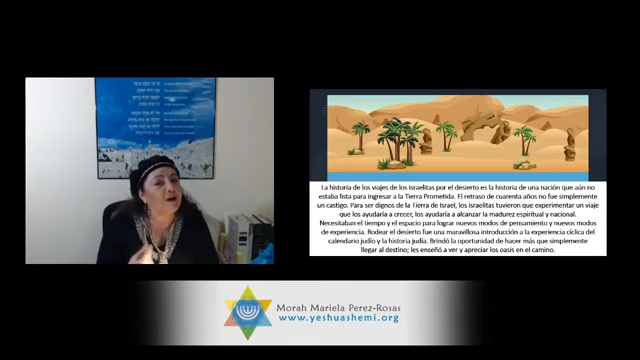 La historia de los viajes de los israelitas por el desierto es la historia de una nación que aún no
estaba lista para ingresar a la Tierra Prometida. El retraso de cuarenta años no fue simplemente
un castigo. Para ser dignos de la Tierra de Israel, los israelitas tuvieron que experimentar un viaje
que los ayudaría a crecer, los ayudaría a alcanzar la madurez espiritual y nacional.
Necesitaban el tiempo y el espacio para lograr nuevos modos de pensamiento y nuevos modos
de experiencia. Rodear el desierto fue una maravillosa introducción a la experiencia cíclica del
calendario judío y la historia judía. Brindó la oportunidad de hacer más que simplemente
llegar al destino; les enseñó a ver y apreciar los oasis en el camino.
Morah Mariela Perez-Rosas
www.yeshuashemi.org